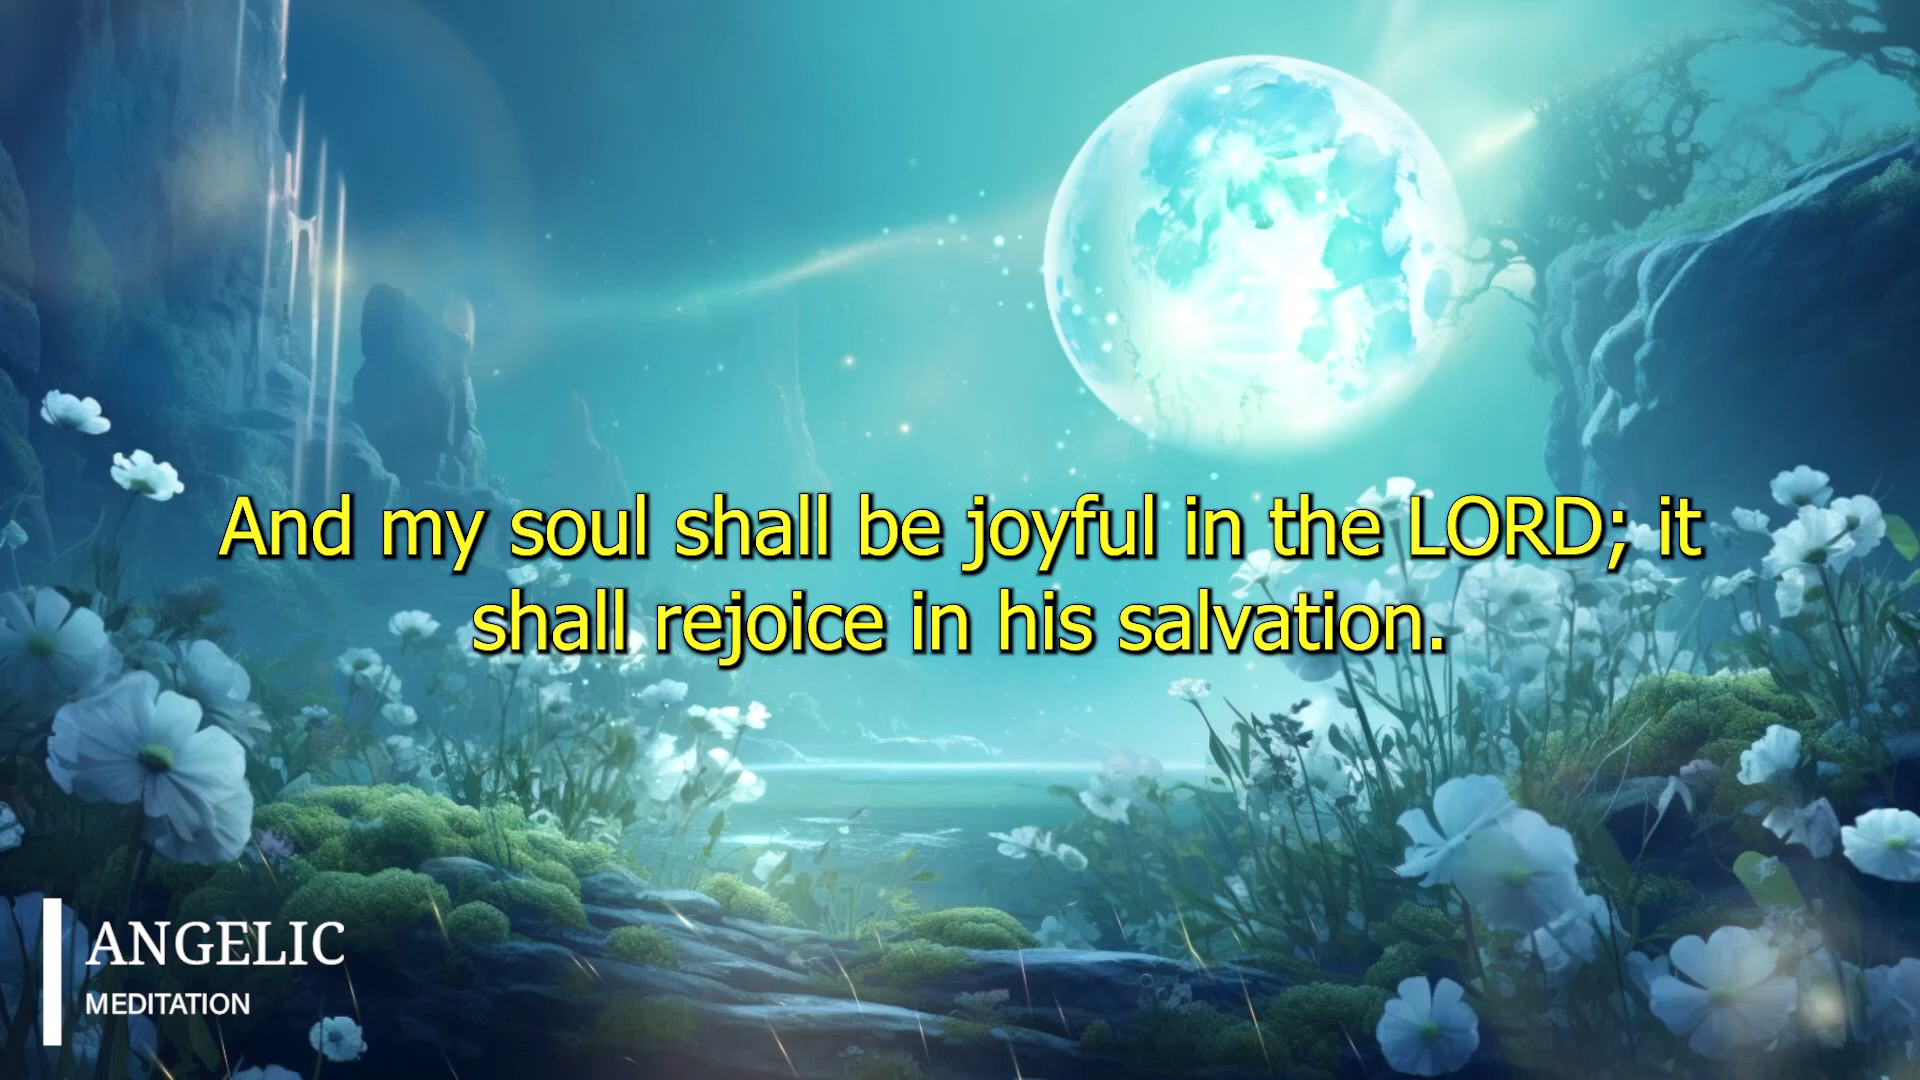 And my soul shall be joyful in the LORD; it
shall rejoice in his salvation.
ANGELIC
MEDITATION